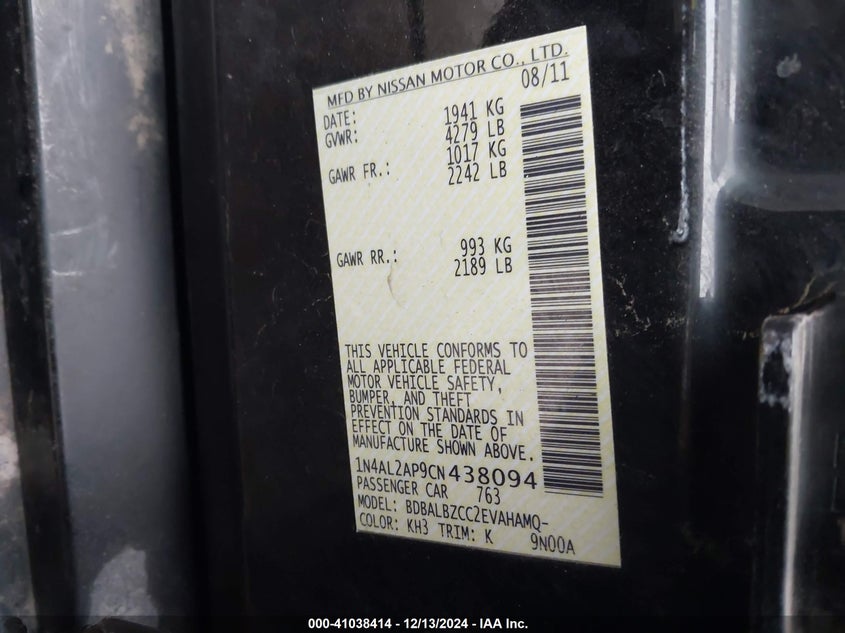 MFD BY NISSAN MOTOR CO., LTD.
DATE: 08/11
GVWR: 1941 KG
4279 LB
GAWR FR.: 1017 KG
2242 LB
GAWR RR.: 993 KG
2189 LB
THIS VEHICLE CONFORMS TO
ALL APPLICABLE FEDERAL
MOTOR VEHICLE SAFETY,
BUMPER, AND THEFT
PREVENTION STANDARDS IN
EFFECT ON THE DATE OF
MANUFACTURE SHOWN ABOVE.
1N4AL2AP9CN438094
PASSENGER CAR 763
MODEL: BDBALBZCC2EVAHAMQ-
COLOR: KH3 TRIM: K 9N00A
000-41038414 - 12/13/2024 - IAA Inc.